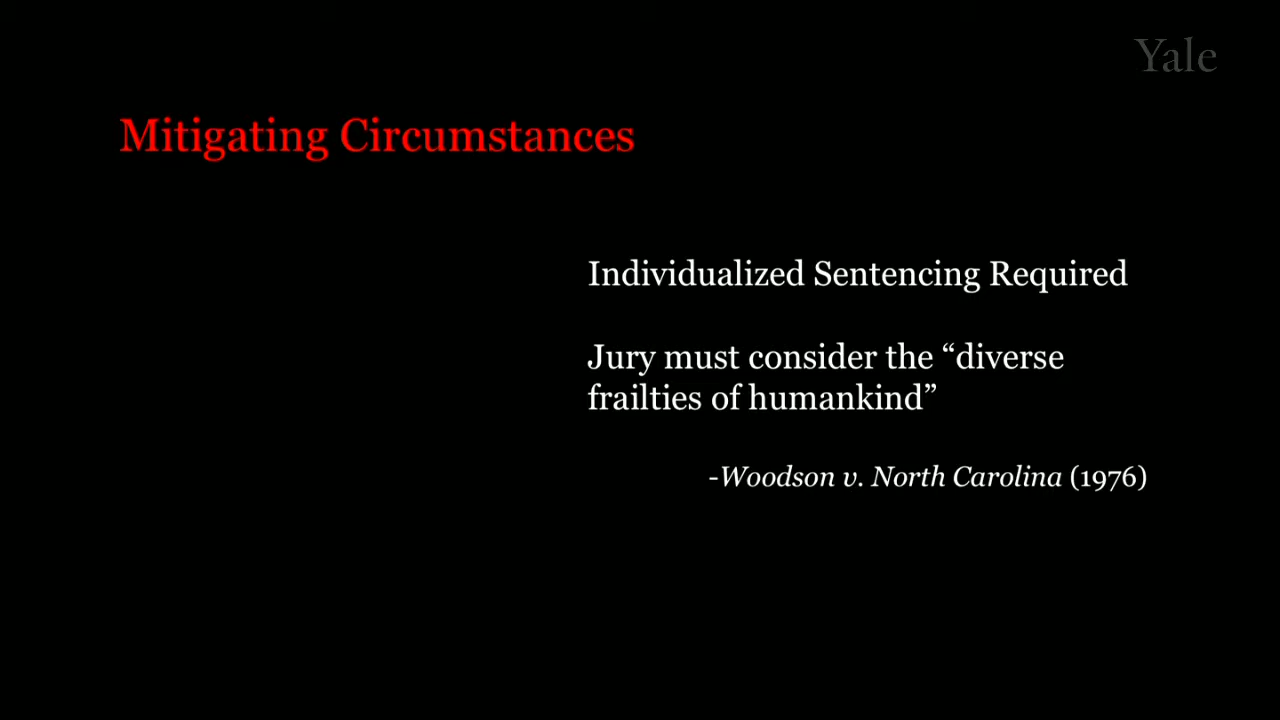 Yale
Mitigating Circumstances
Individualized Sentencing Required
Jury must consider the “diverse
frailties of humankind”
-Woodson v. North Carolina (1976)